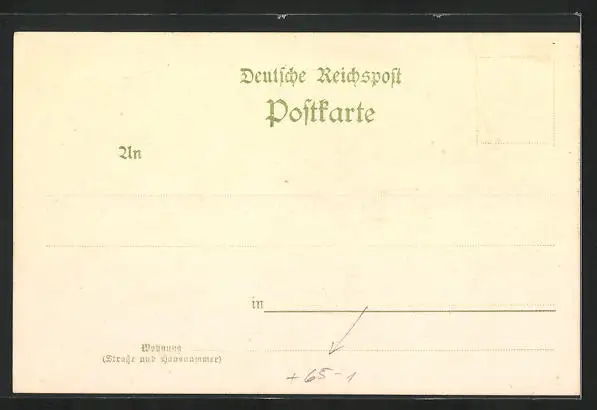 Deutsche Reichspost
Postkarte
An
in
Wohnung
(Straße und Hausnummer)
+65-1